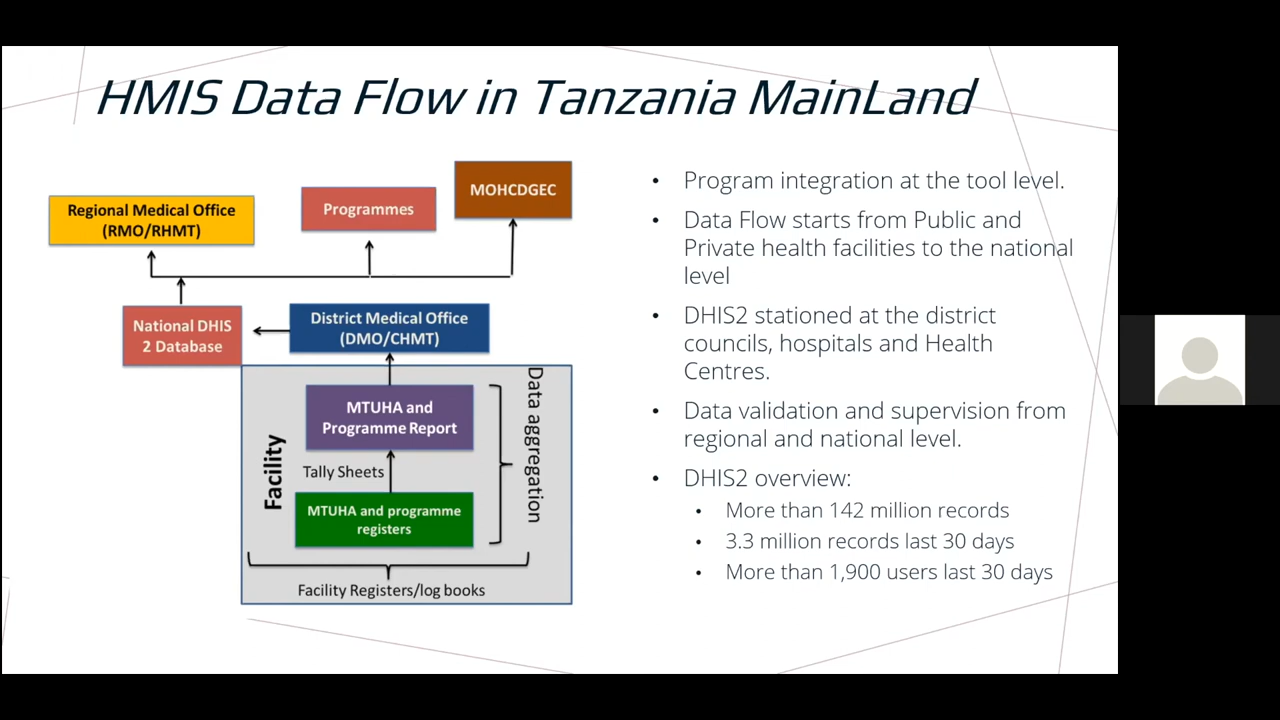 HMIS Data Flow in Tanzania MainLand
MOHCDGEC
Regional Medical Office
(RMO/RHMT)
Programmes
National DHIS
2 Database
District Medical Office
(DMO/CHMT)
MTUHA and
Programme Report
Data aggregation
Facility
Tally Sheets
MTUHA and programme
registers
Facility Registers/log books
• Program integration at the tool level.
• Data Flow starts from Public and
Private health facilities to the national
level
• DHIS2 stationed at the district
councils, hospitals and Health
Centres.
• Data validation and supervision from
regional and national level.
• DHIS2 overview:
• More than 142 million records
• 3.3 million records last 30 days
• More than 1,900 users last 30 days